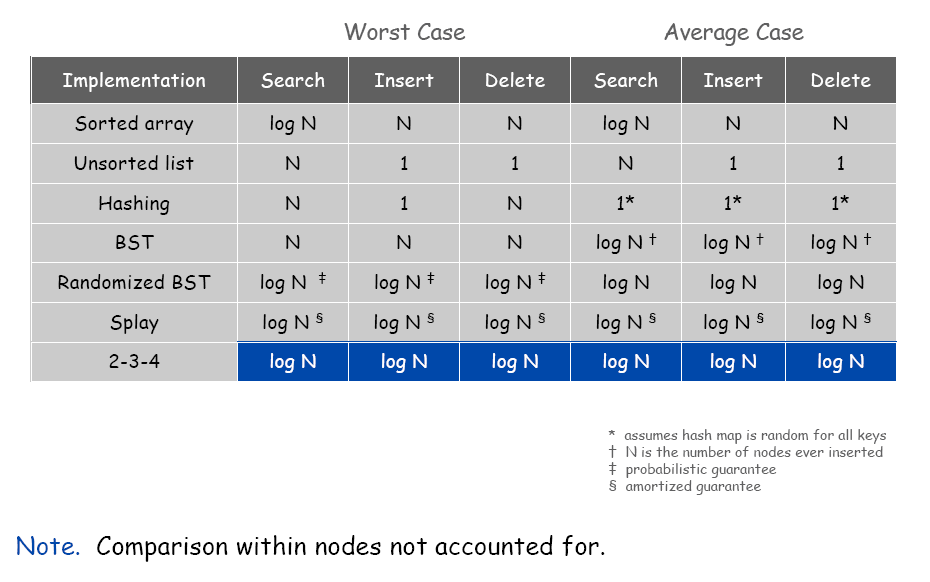 Worst Case Average Case
Implementation Search Insert Delete Search Insert Delete
Sorted array log N N N log N N N
Unsorted list N 1 1 N 1 1
Hashing N 1 N 1* 1* 1*
BST N N N log N † log N † log N †
Randomized BST log N ‡ log N ‡ log N ‡ log N log N log N
Splay log N § log N § log N § log N § log N § log N §
2-3-4 log N log N log N log N log N log N
* assumes hash map is random for all keys
† N is the number of nodes ever inserted
‡ probabilistic guarantee
§ amortized guarantee
Note. Comparison within nodes not accounted for.